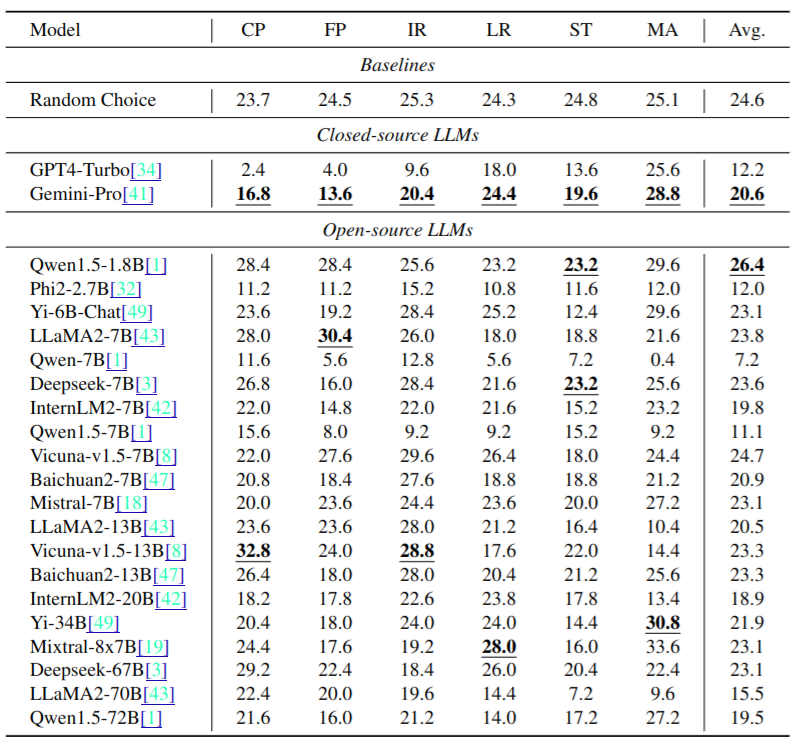 Model CP FP IR LR ST MA Avg.
Baselines
Random Choice 23.7 24.5 25.3 24.3 24.8 25.1 24.6
Closed-source LLMs
GPT4-Turbo[34] 2.4 4.0 9.6 18.0 13.6 25.6 12.2
Gemini-Pro[41] 16.8 13.6 20.4 24.4 19.6 28.8 20.6
Open-source LLMs
Qwen1.5-1.8B[1] 28.4 28.4 25.6 23.2 23.2 29.6 26.4
Phi2-2.7B[32] 11.2 11.2 15.2 10.8 11.6 12.0 12.0
Yi-6B-Chat[49] 23.6 19.2 28.4 25.2 12.4 29.6 23.1
LLaMA2-7B[43] 28.0 30.4 26.0 18.0 18.8 21.6 23.8
Qwen-7B[1] 11.6 5.6 12.8 5.6 7.2 0.4 7.2
Deepseek-7B[3] 26.8 16.0 28.4 21.6 23.2 25.6 23.6
InternLM2-7B[42] 22.0 14.8 22.0 21.6 15.2 23.2 19.8
Qwen1.5-7B[1] 15.6 8.0 9.2 9.2 15.2 9.2 11.1
Vicuna-v1.5-7B[8] 22.0 27.6 29.6 26.4 18.0 24.4 24.7
Baichuan2-7B[47] 20.8 18.4 27.6 18.8 18.8 21.2 20.9
Mistral-7B[18] 20.0 23.6 24.4 23.6 20.0 27.2 23.1
LLaMA2-13B[43] 23.6 23.6 28.0 21.2 16.4 10.4 20.5
Vicuna-v1.5-13B[8] 32.8 24.0 28.8 17.6 22.0 14.4 23.3
Baichuan2-13B[47] 26.4 18.0 28.0 20.4 21.2 25.6 23.3
InternLM2-20B[42] 18.2 17.8 22.6 23.8 17.8 13.4 18.9
Yi-34B[49] 20.4 18.0 24.0 24.0 14.4 30.8 21.9
Mixtral-8x7B[19] 24.4 17.6 19.2 28.0 16.0 33.6 23.1
Deepseek-67B[3] 29.2 22.4 18.4 26.0 20.4 22.4 23.1
LLaMA2-70B[43] 22.4 20.0 19.6 14.4 7.2 9.6 15.5
Qwen1.5-72B[1] 21.6 16.0 21.2 14.0 17.2 27.2 19.5